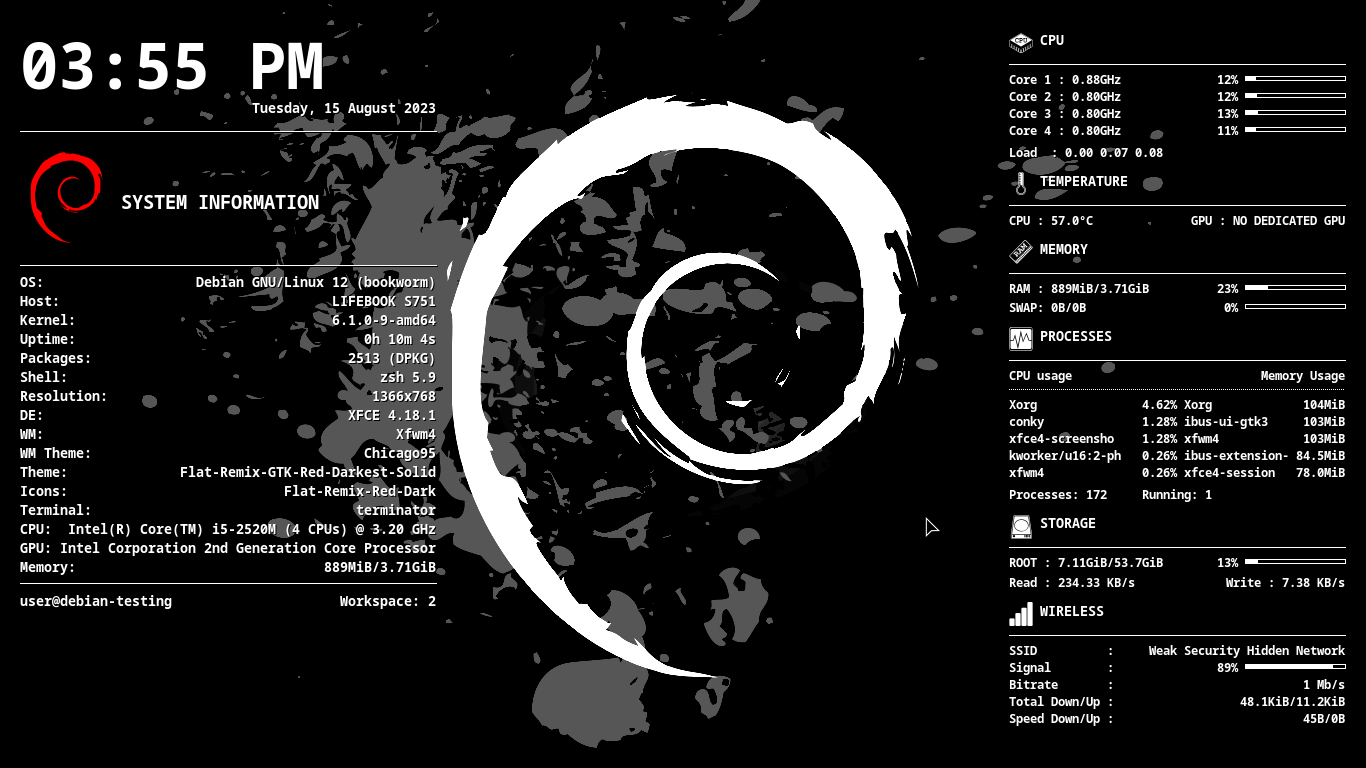 03:55 PM
Tuesday, 15 August 2023
SYSTEM INFORMATION
OS: Debian GNU/Linux 12 (bookworm)
Host: LIFEBOOK S751
Kernel: 6.1.0-9-amd64
Uptime: 0h 10m 4s
Packages: 2513 (DPKG)
Shell: zsh 5.9
Resolution: 1366x768
DE: XFCE 4.18.1
WM: Xfwm4
WM Theme: Chicago95
Theme: Flat-Remix-GTK-Red-Darkest-Solid
Icons: Flat-Remix-Red-Dark
Terminal: terminator
CPU: Intel(R) Core(TM) i5-2520M (4 CPUs) @ 3.20 GHz
GPU: Intel Corporation 2nd Generation Core Processor
Memory: 889MiB/3.71GiB
user@debian-testing Workspace: 2
CPU
Core 1 : 0.88GHz 12%
Core 2 : 0.80GHz 12%
Core 3 : 0.80GHz 13%
Core 4 : 0.80GHz 11%
Load : 0.00 0.07 0.08
TEMPERATURE
CPU : 57.0°C GPU : NO DEDICATED GPU
RAM MEMORY
RAM : 889MiB/3.71GiB 23%
SWAP: 0B/0B 0%
PROCESSES
CPU usage Memory Usage
Xorg 4.62% Xorg 104MiB
conky 1.28% ibus-ui-gtk3 103MiB
xfce4-screensho 1.28% xfwm4 103MiB
kworker/u16:2-ph 0.26% ibus-extension- 84.5MiB
xfwm4 0.26% xfce4-session 78.0MiB
Processes: 172 Running: 1
STORAGE
ROOT : 7.11GiB/53.7GiB 13%
Read : 234.33 KB/s Write : 7.38 KB/s
WIRELESS
SSID : Weak Security Hidden Network
Signal : 89%
Bitrate : 1 Mb/s
Total Down/Up : 48.1KiB/11.2KiB
Speed Down/Up : 45B/0B